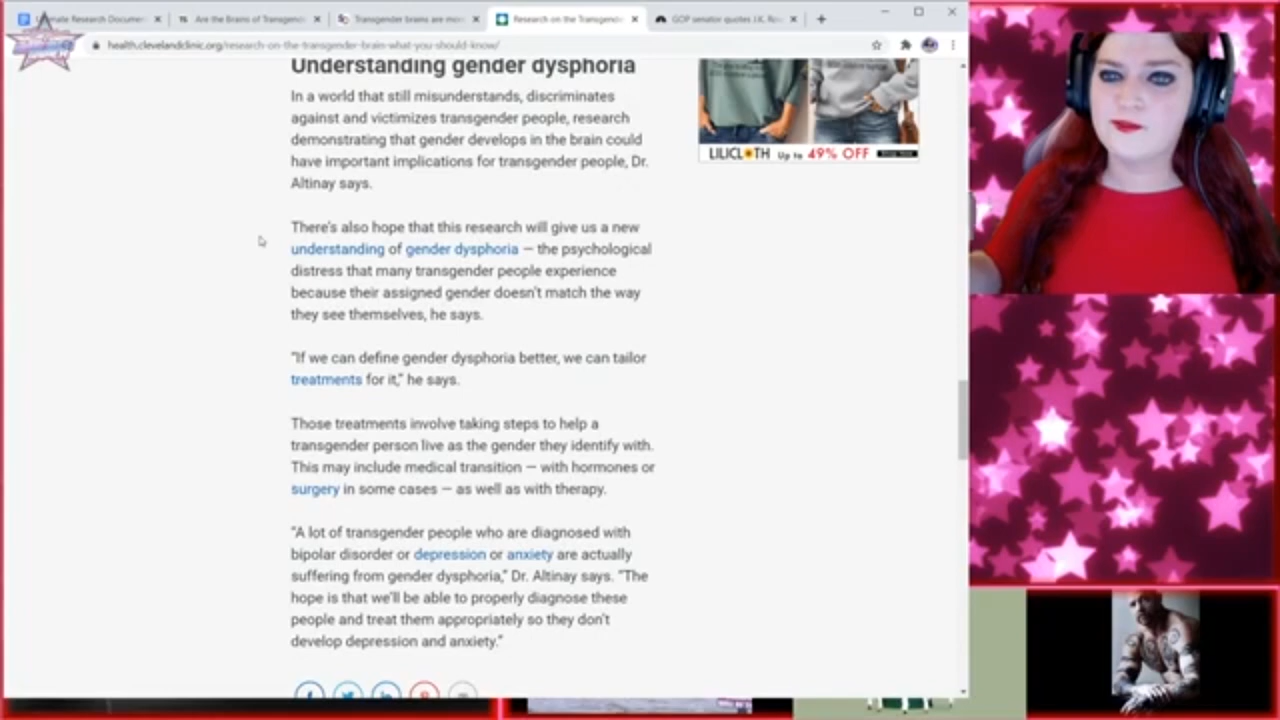 mate Research Documen
Are the Brains of Transgende
Transgender brains are more
Research on the Transgende
GOP senator quotes J.K. Row
health.clevelandclinic.org/research-on-the-transgender-brain-what-you-should-know/
Understanding gender dysphoria
In a world that still misunderstands, discriminates
against and victimizes transgender people, research
demonstrating that gender develops in the brain could
have important implications for transgender people, Dr.
Altinay says.
There's also hope that this research will give us a new
understanding of gender dysphoria — the psychological
distress that many transgender people experience
because their assigned gender doesn't match the way
they see themselves, he says.
"If we can define gender dysphoria better, we can tailor
treatments for it," he says.
Those treatments involve taking steps to help a
transgender person live as the gender they identify with.
This may include medical transition — with hormones or
surgery in some cases — as well as with therapy.
"A lot of transgender people who are diagnosed with
bipolar disorder or depression or anxiety are actually
suffering from gender dysphoria," Dr. Altinay says. "The
hope is that we'll be able to properly diagnose these
people and treat them appropriately so they don't
develop depression and anxiety."
LILICLOTH Up to 49% OFF